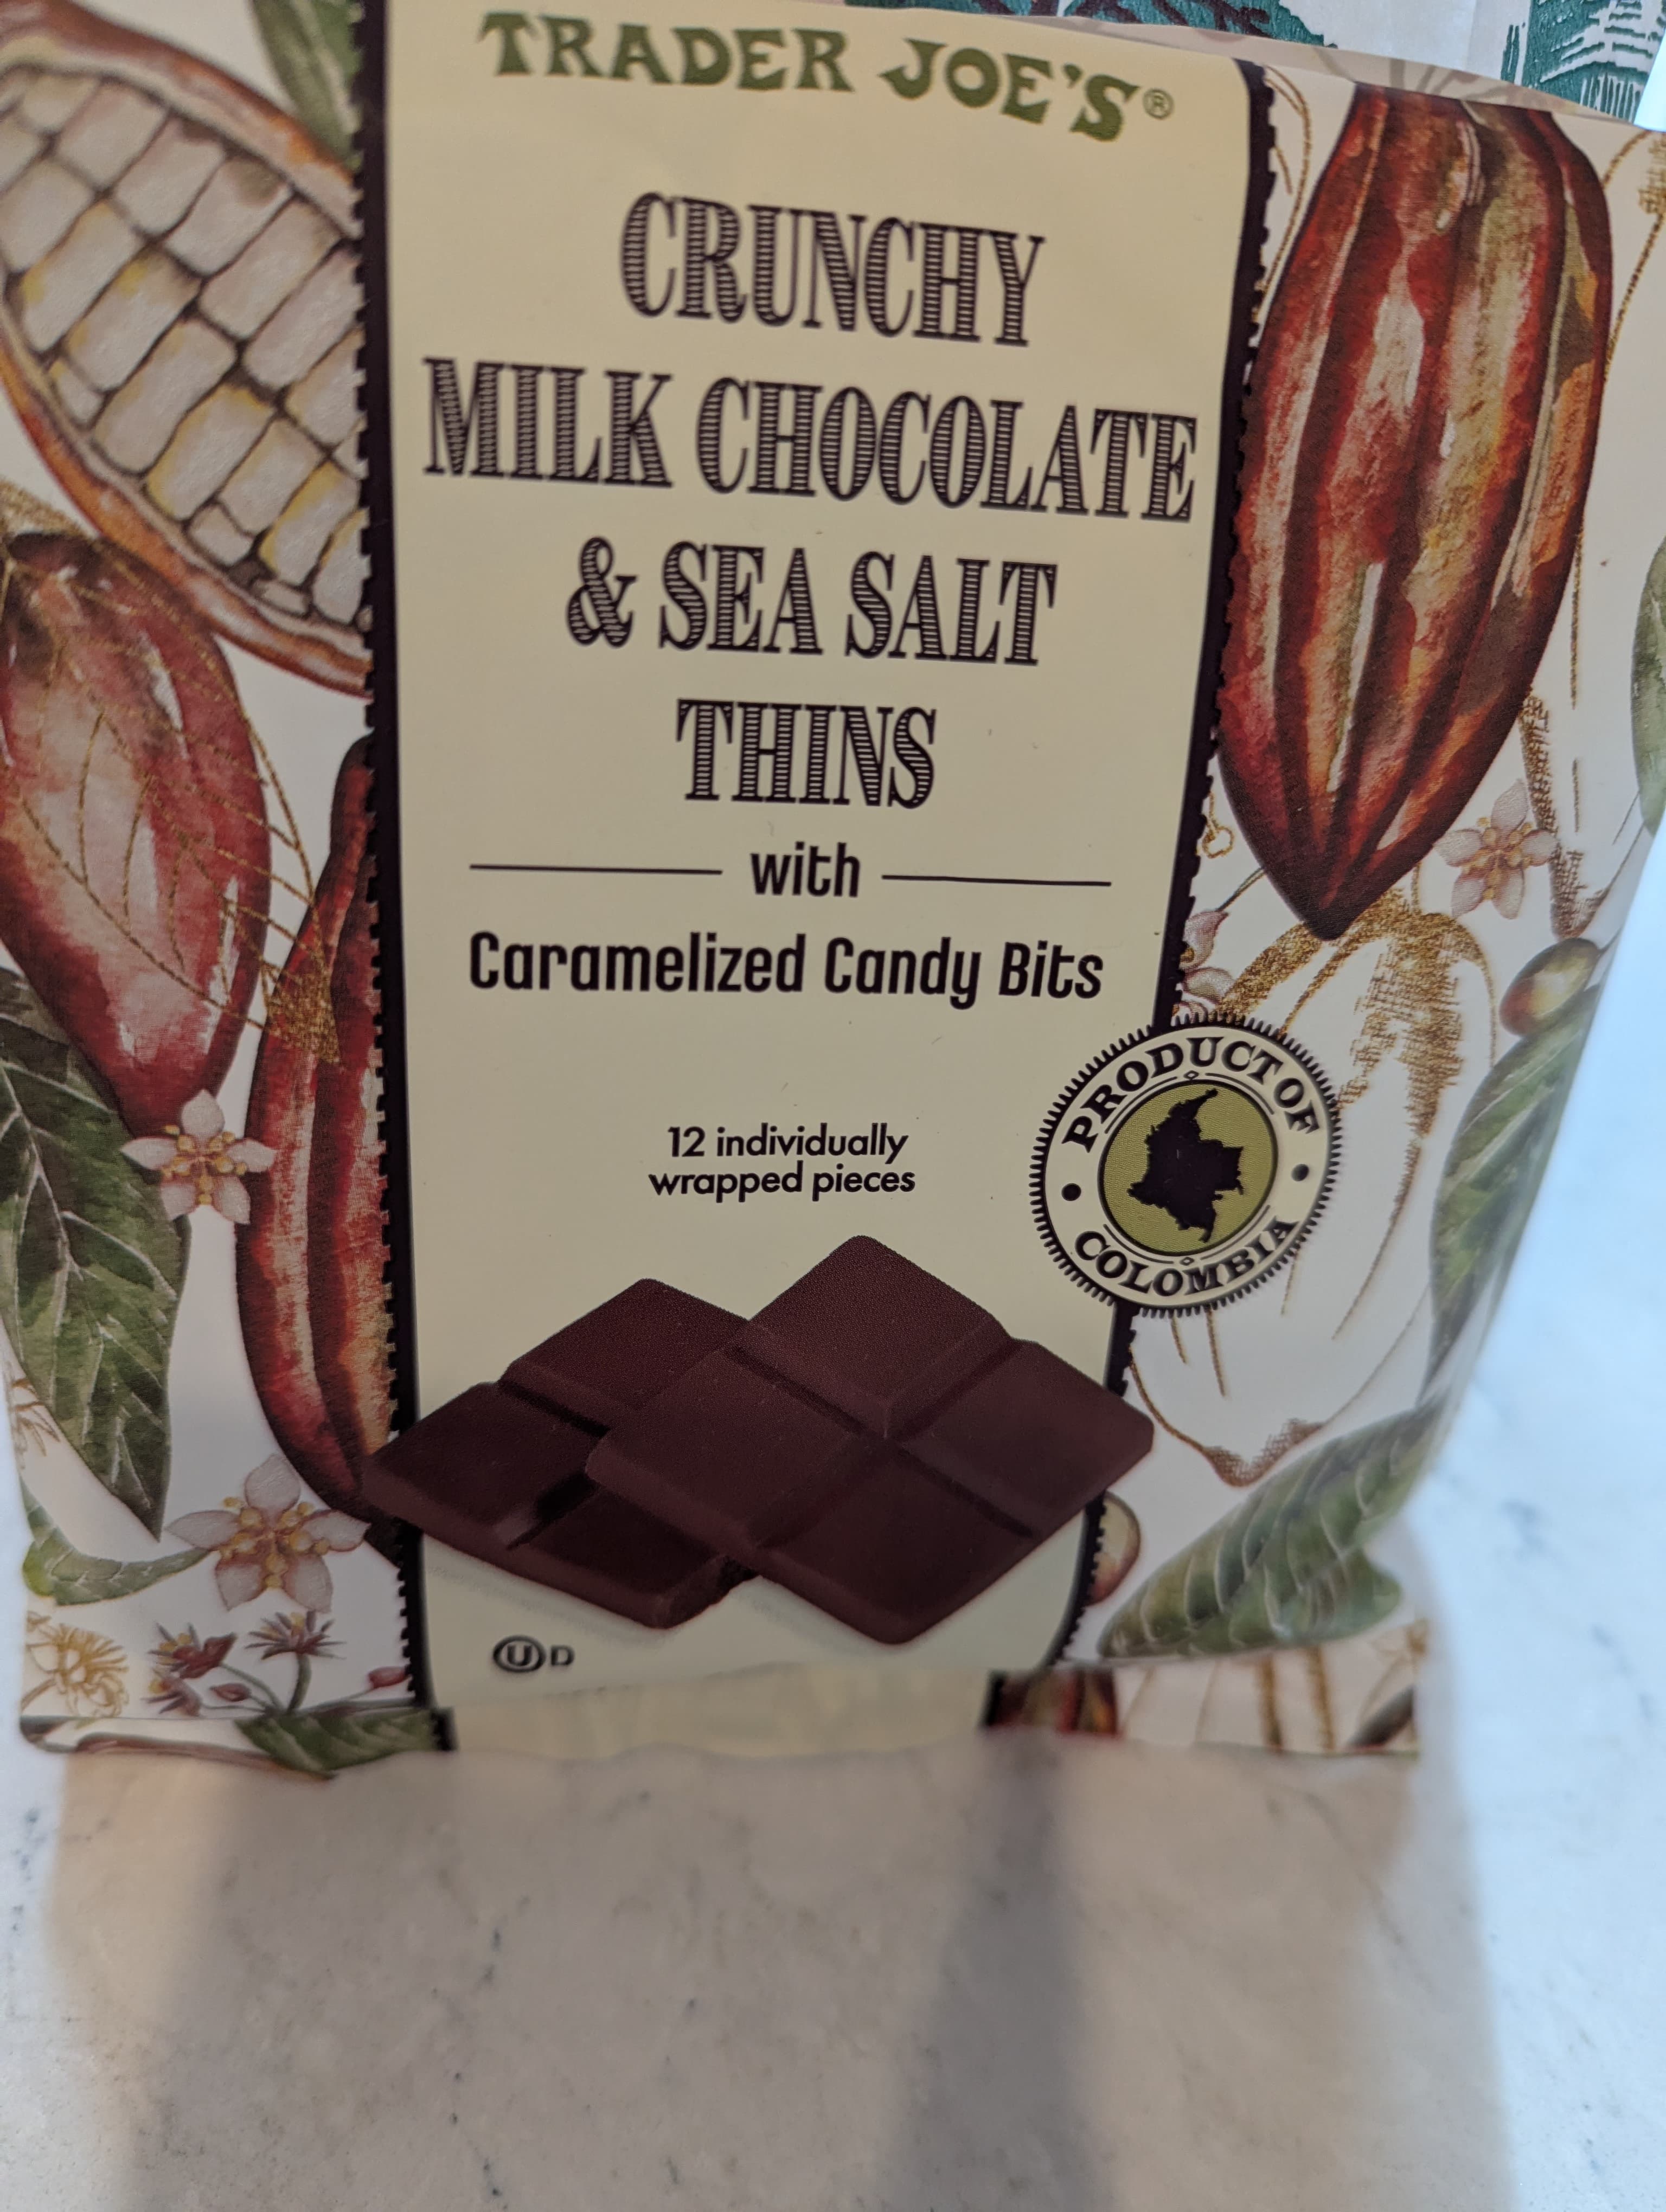 TRADER JOE'S®
CRUNCHY
MILK CHOCOLATE
& SEA SALT
THINS
with
Caramelized Candy Bits
12 individually
wrapped pieces
PRODUCT OF
COLOMBIA
U D